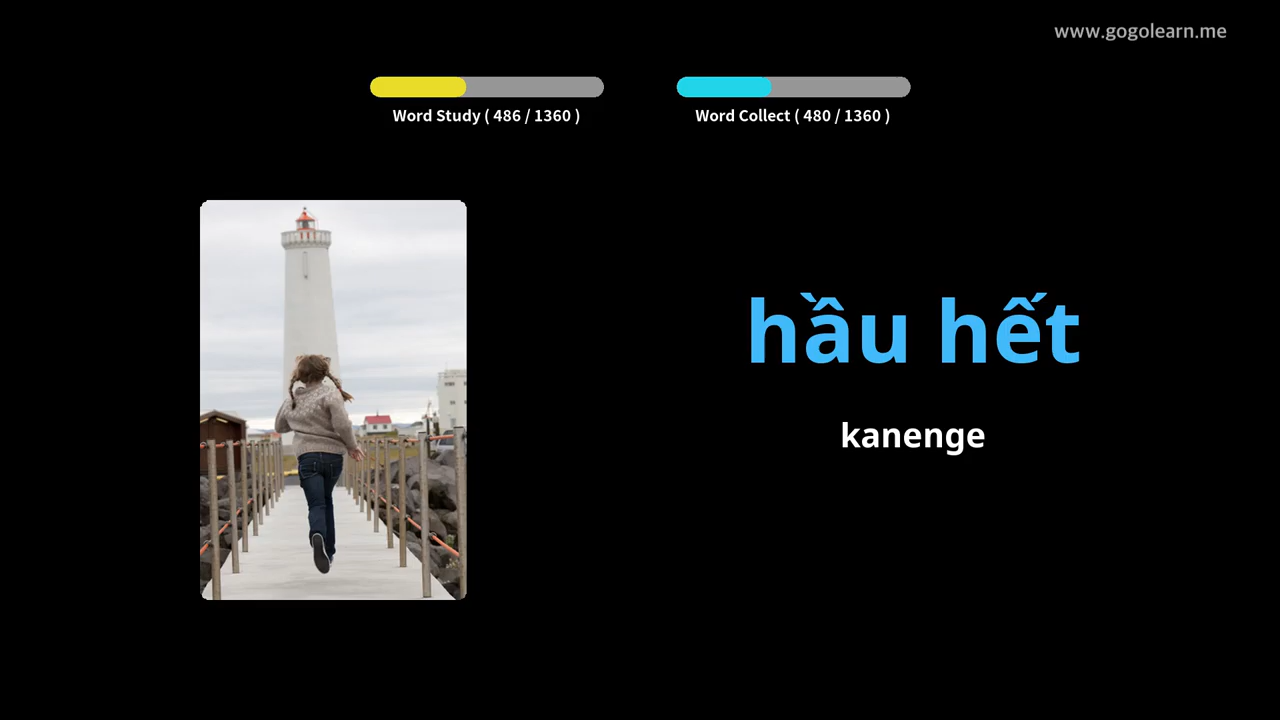 www.gogolearn.me
Word Study ( 486 / 1360 )
Word Collect ( 480 / 1360 )
hầu hết
kanenge